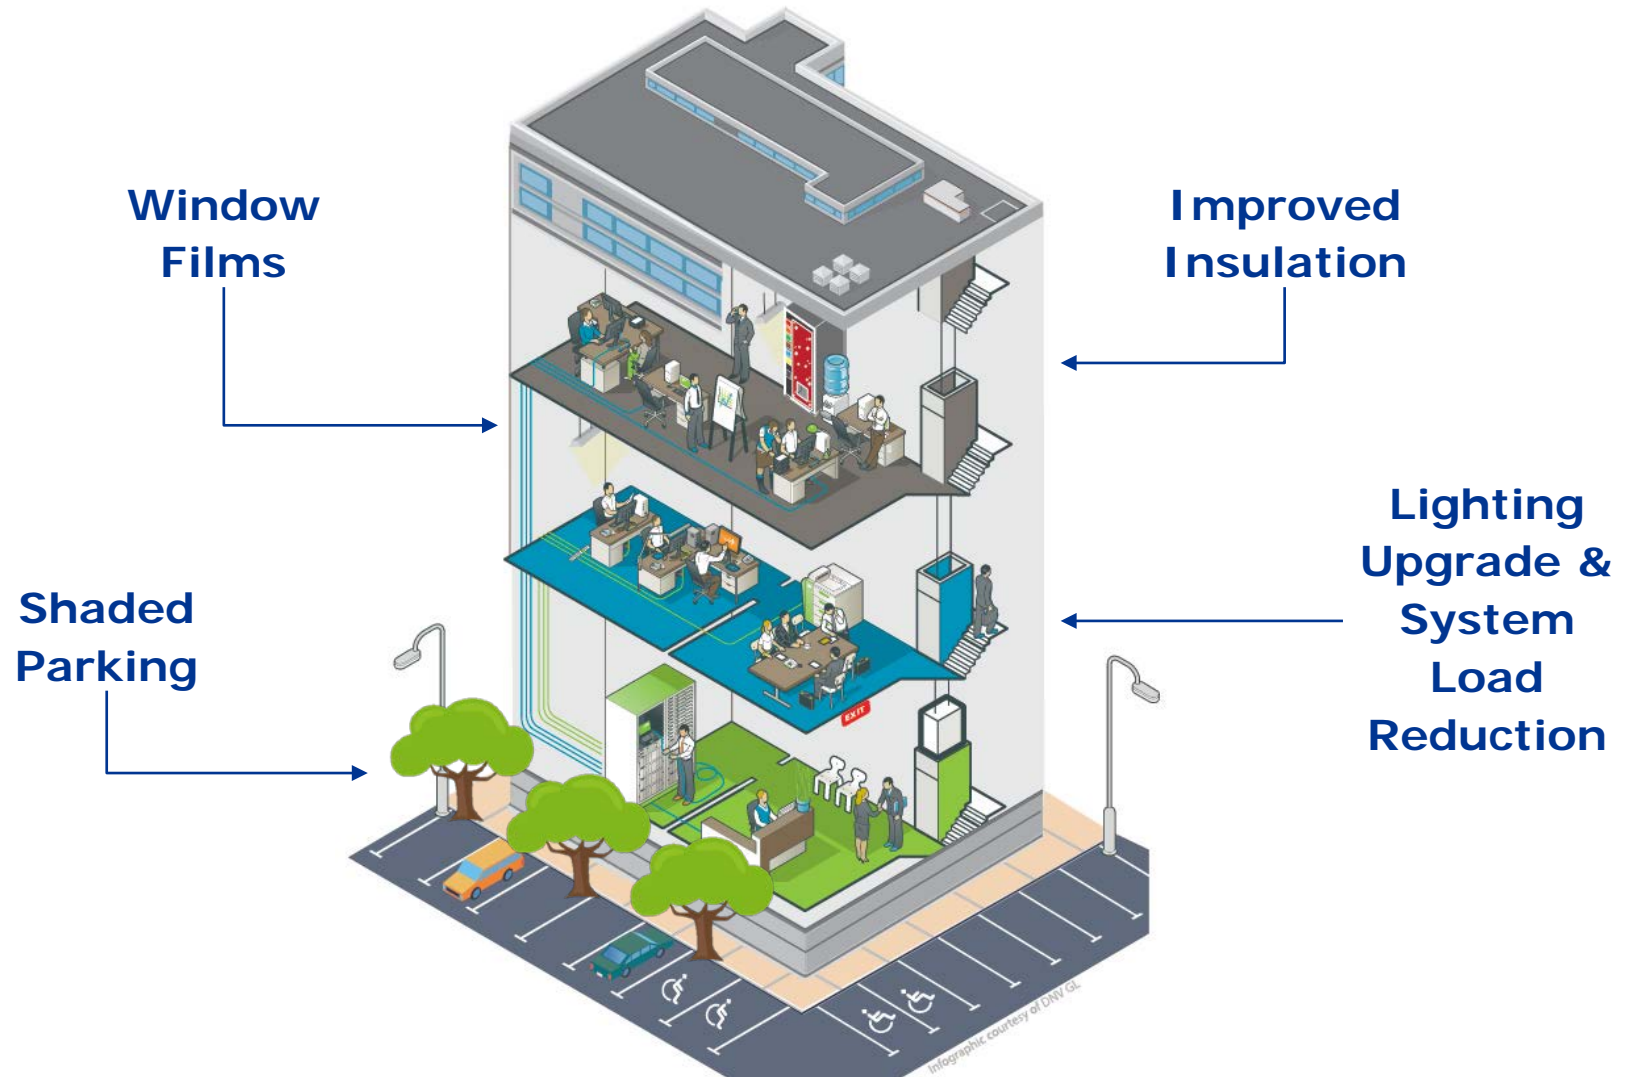 Window
Films
Improved
Insulation
Lighting
Upgrade &
System
Load
Reduction
Shaded
Parking
EXIT
Infographic courtesy of DNV GL